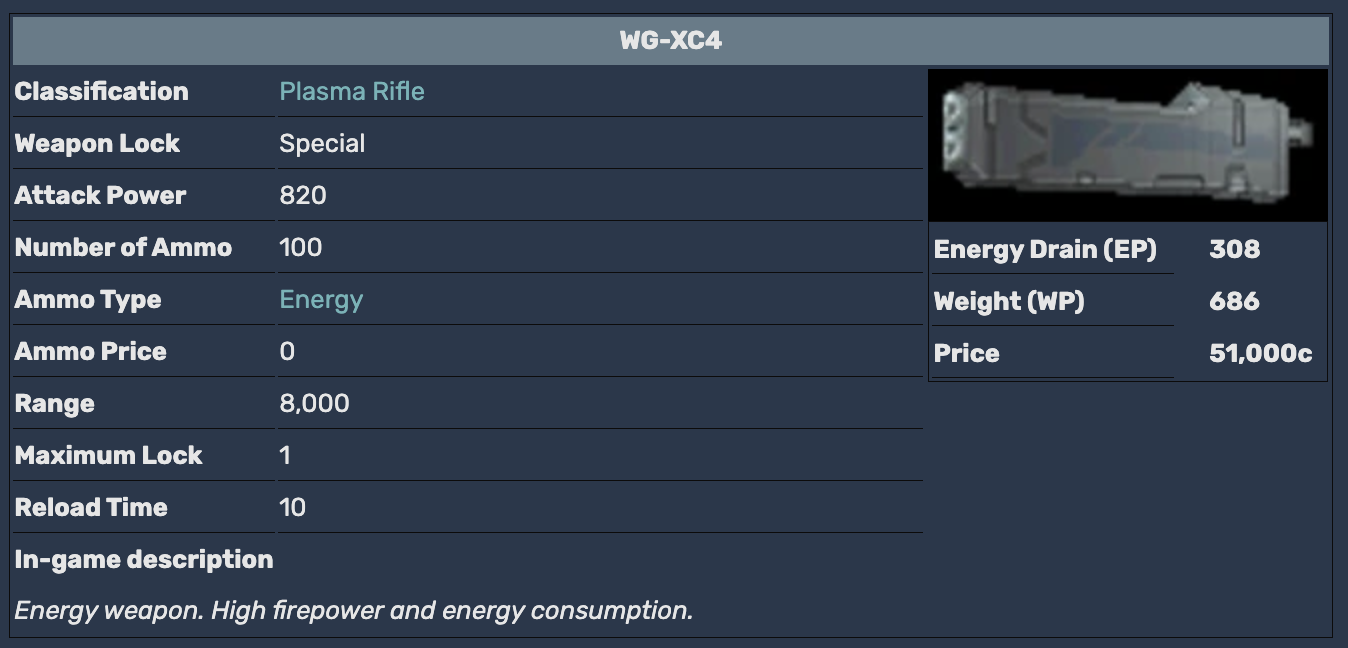 WG-XC4
Classification Plasma Rifle
Weapon Lock Special
Attack Power 820
Number of Ammo 100
Ammo Type Energy
Ammo Price 0
Range 8,000
Maximum Lock 1
Reload Time 10
Energy Drain (EP) 308
Weight (WP) 686
Price 51,000c
In-game description
Energy weapon. High firepower and energy consumption.